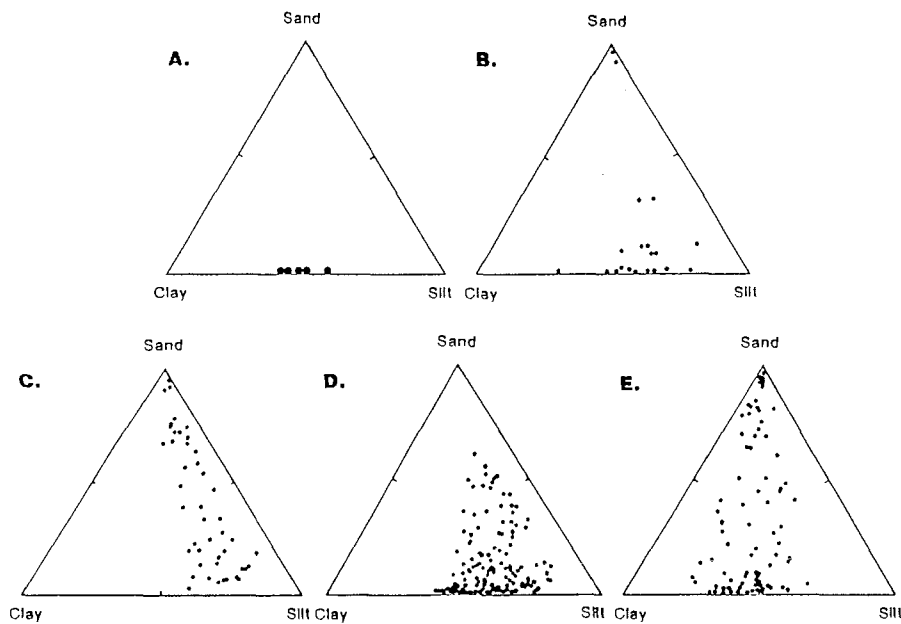 Sand
A.
Clay Silt
Sand
B.
Clay Silt
Sand
C.
Clay Silt
Sand
D.
Clay Silt
Sand
E.
Clay Silt